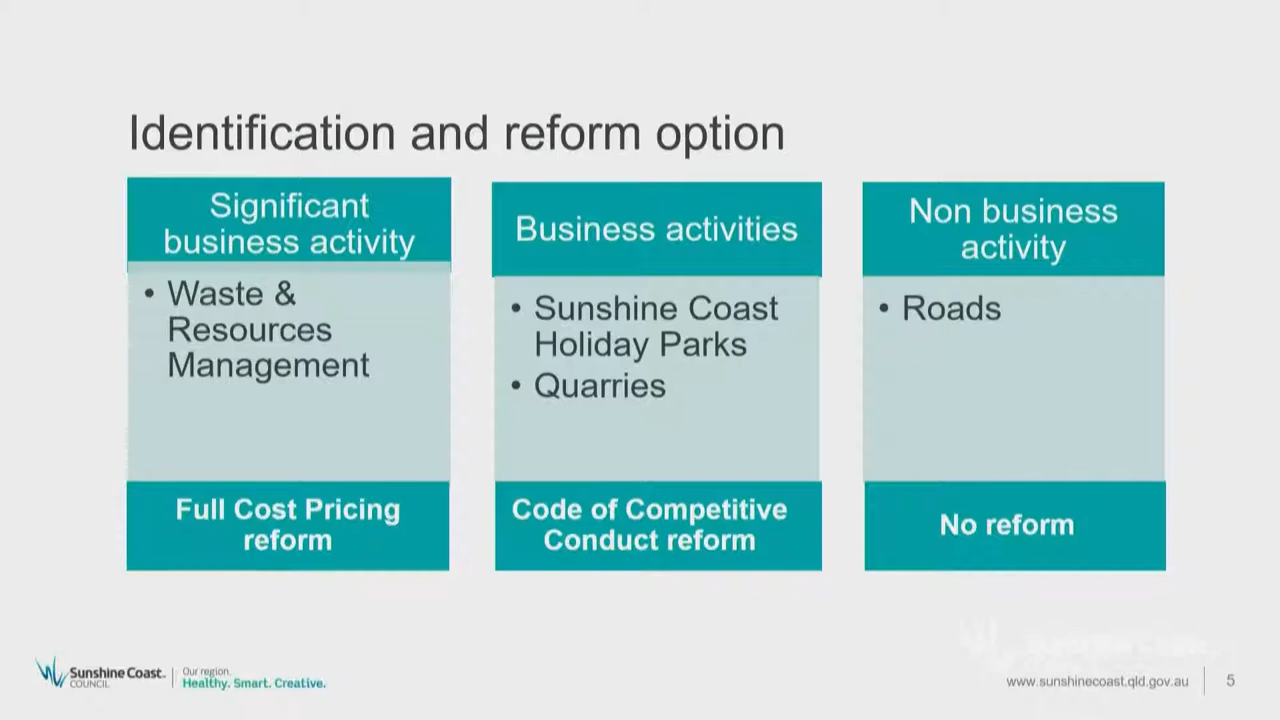 Identification and reform option
Significant
business activity
• Waste &
Resources
Management
Full Cost Pricing
reform
Business activities
• Sunshine Coast
Holiday Parks
• Quarries
Code of Competitive
Conduct reform
Non business
activity
• Roads
No reform
Sunshine Coast.
COUNCIL
Our region.
Healthy. Smart. Creative.
www.sunshinecoast.qld.gov.au
5